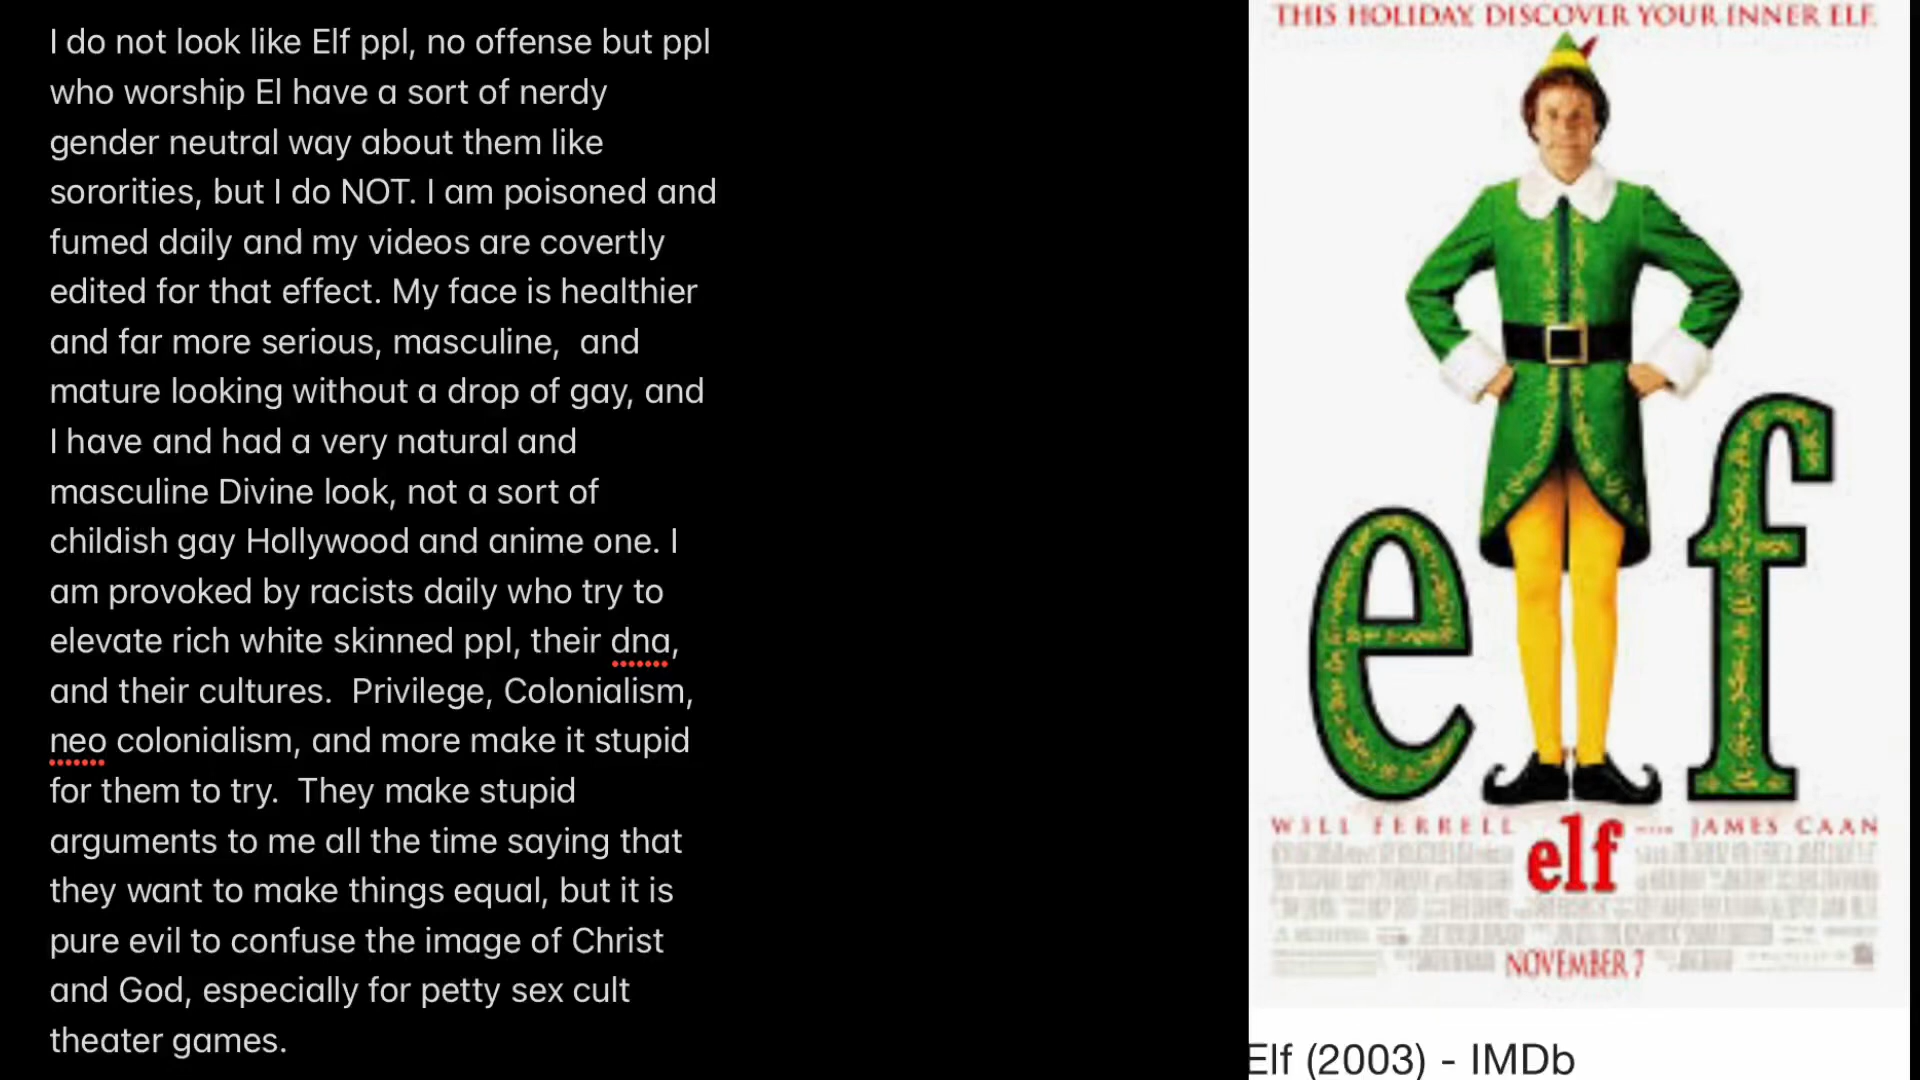 I do not look like Elf ppl, no offense but ppl
who worship El have a sort of nerdy
gender neutral way about them like
sororities, but I do NOT. I am poisoned and
fumed daily and my videos are covertly
edited for that effect. My face is healthier
and far more serious, masculine,  and
mature looking without a drop of gay, and
I have and had a very natural and
masculine Divine look, not a sort of
childish gay Hollywood and anime one. I
am provoked by racists daily who try to
elevate rich white skinned ppl, their dna,
and their cultures.  Privilege, Colonialism,
neo colonialism, and more make it stupid
for them to try.  They make stupid
arguments to me all the time saying that
they want to make things equal, but it is
pure evil to confuse the image of Christ
and God, especially for petty sex cult
theater games.
THIS HOLIDAY, DISCOVER YOUR INNER ELF.
elf
WILL FERRELL JAMES CAAN
elf
NOVEMBER 7
Elf (2003) - IMDb